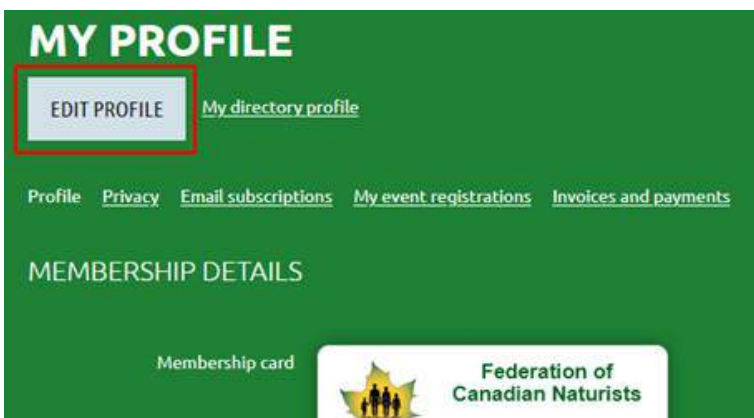 MY PROFILE
EDIT PROFILE My directory profile
Profile Privacy Email subscriptions My event registrations Invoices and payments
MEMBERSHIP DETAILS
Membership card
Federation of
Canadian Naturists